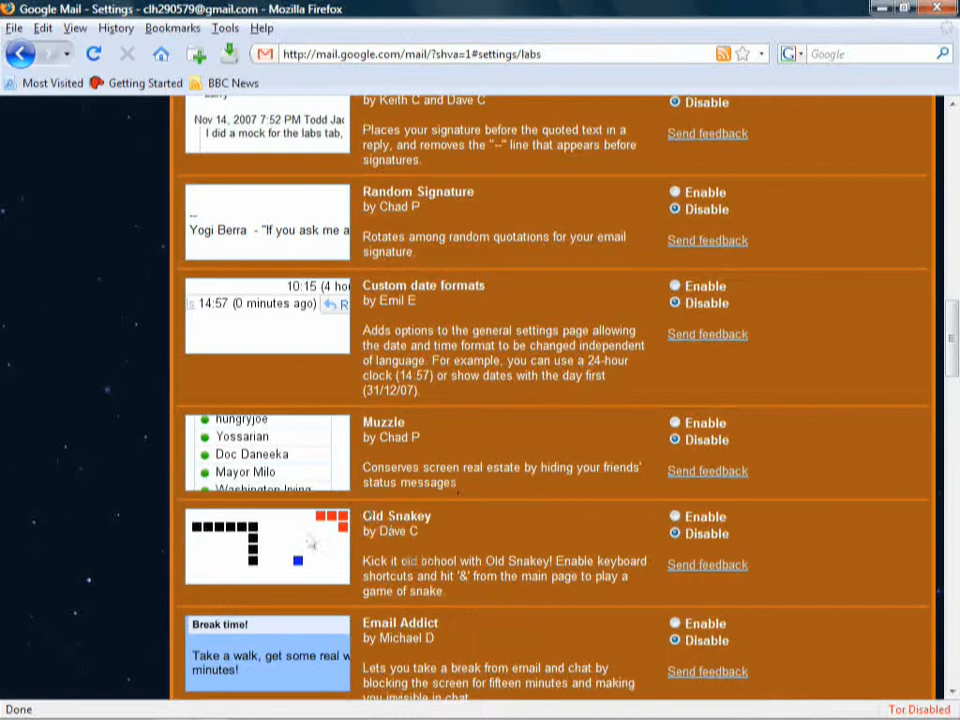 Google Mail - Settings - clh290579@gmail.com - Mozilla Firefox
File Edit View History Bookmarks Tools Help
http://mail.google.com/mail/?shva=1#settings/labs
Google
Most Visited Getting Started BBC News
by Keith C and Dave C
Disable
Nov 14, 2007 7:52 PM Todd Jac
I did a mock for the labs tab,
Places your signature before the quoted text in a
reply, and removes the "--" line that appears before
signatures.
Send feedback
--
Yogi Berra - "If you ask me a
Random Signature
by Chad P
Rotates among random quotations for your email
signature.
Enable
Disable
Send feedback
10:15 (4 hou
14:57 (0 minutes ago) R
Custom date formats
by Emil E
Adds options to the general settings page allowing
the date and time format to be changed independent
of language. For example, you can use a 24-hour
clock (14:57) or show dates with the day first
(31/12/07).
Enable
Disable
Send feedback
hungryjoe
Yossarian
Doc Daneeka
Mayor Milo
Washington Irving
Muzzle
by Chad P
Conserves screen real estate by hiding your friends'
status messages
Enable
Disable
Send feedback
Old Snakey
by Dave C
Kick it old school with Old Snakey! Enable keyboard
shortcuts and hit '&' from the main page to play a
game of snake.
Enable
Disable
Send feedback
Break time!
Take a walk, get some real w
minutes!
Email Addict
by Michael D
Lets you take a break from email and chat by
blocking the screen for fifteen minutes and making
you invisible in chat.
Enable
Disable
Send feedback
Done
Tor Disabled